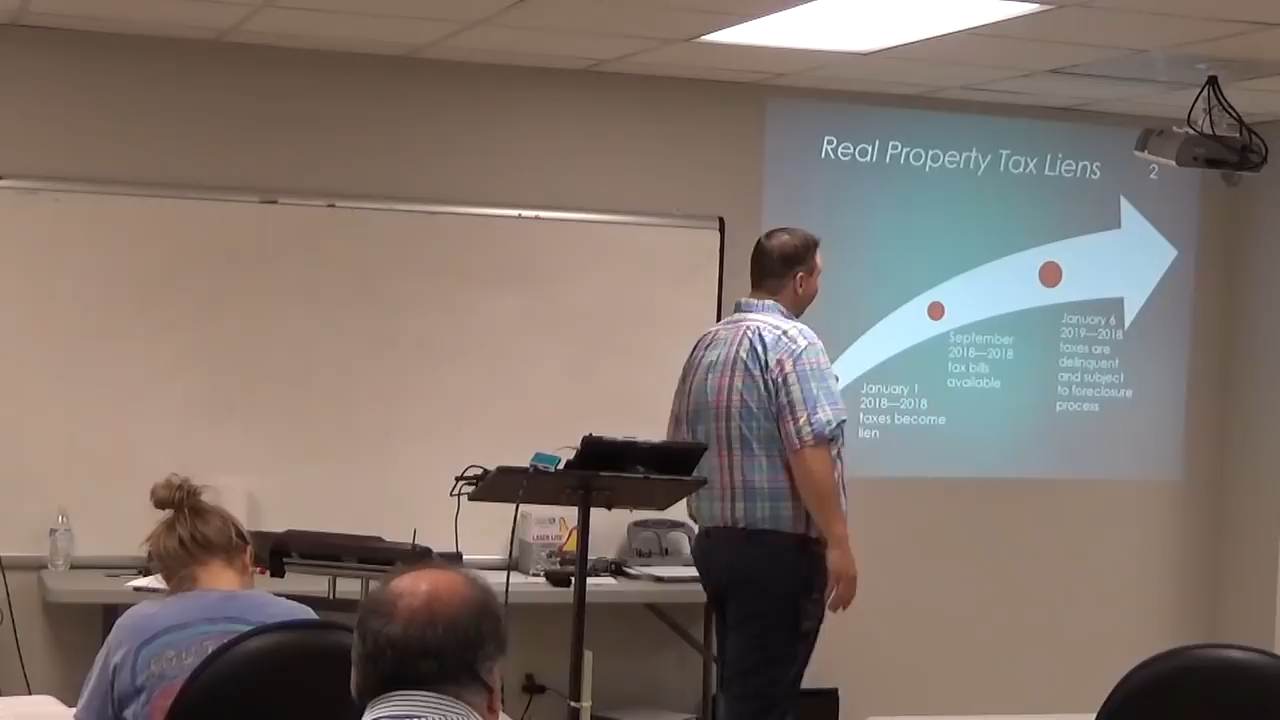 Real Property Tax Liens
2
January 1
2018—2018
taxes become
lien
September
2018—2018
tax bills
available
January 6
2019—2018
taxes are
delinquent
and subject
to foreclosure
process